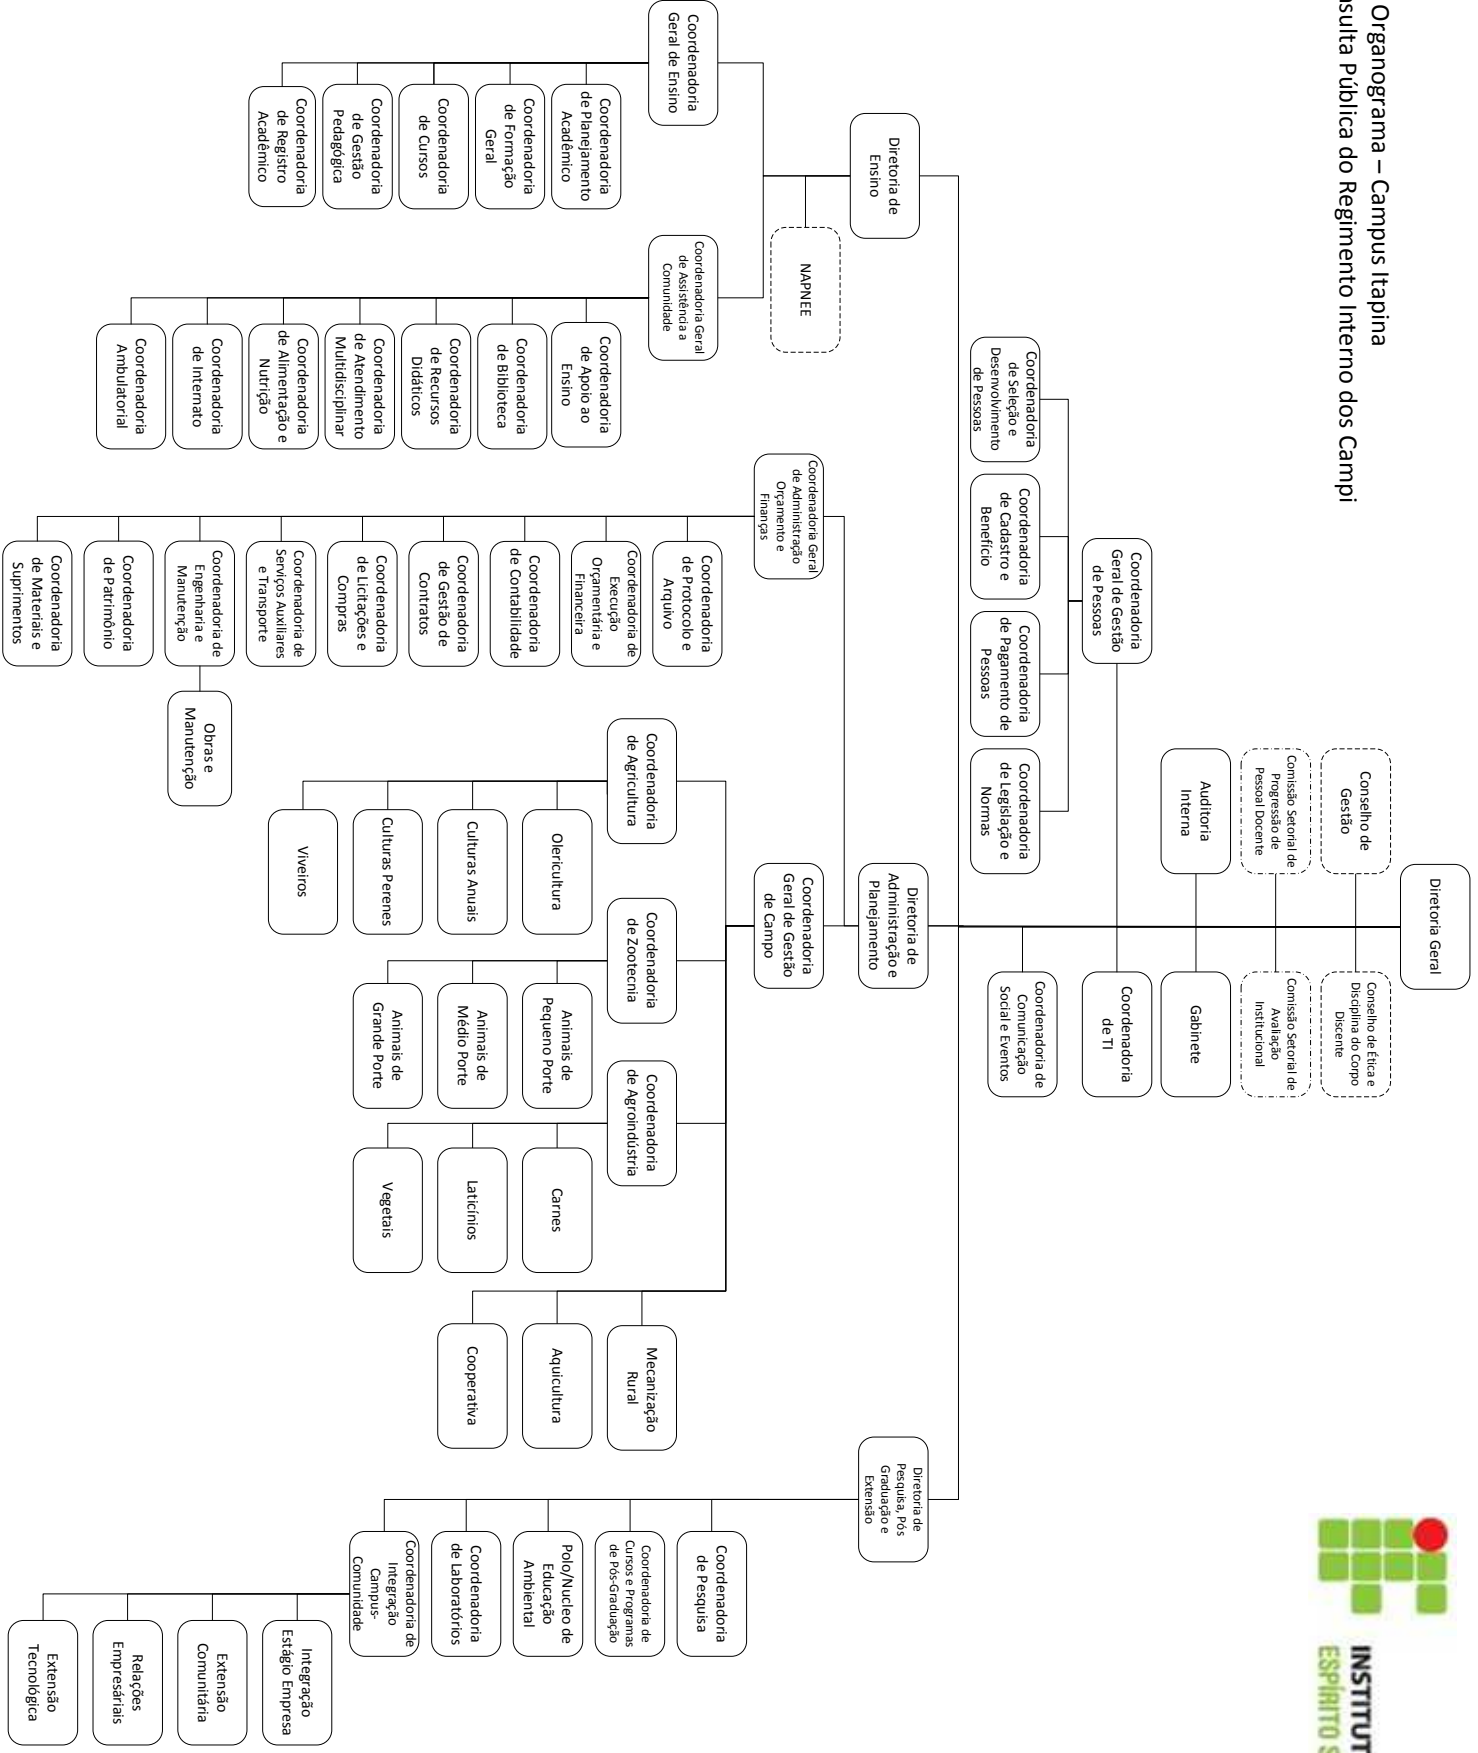 Organograma – Campus Itapina
sulta Pública do Regimento Interno dos Campi
INSTITUT
ESPÍRITO S
Diretoria Geral
Conselho de
Gestão
Conselho de Ética e
Disciplina do Corpo
Discente
Comissão Setorial de
Progressão de
Pessoal Docente
Comissão Setorial de
Avaliação
Institucional
Auditoria
Interna
Gabinete
Coordenadoria
Geral de Gestão
de Pessoas
Coordenadoria
de TI
Coordenadoria
de Seleção e
Desenvolvimento
de Pessoas
Coordenadoria
de Cadastro e
Benefício
Coordenadoria
de Pagamento de
Pessoas
Coordenadoria
de Legislação e
Normas
Coordenadoria de
Comunicação
Social e Eventos
Diretoria de
Ensino
Diretoria de
Administração e
Planejamento
Diretoria de
Pesquisa, Pós
Graduação e
Extensão
NAPNEE
Coordenadoria
Geral de Ensino
Coordenadoria
de Planejamento
Acadêmico
Coordenadoria
de Formação
Geral
Coordenadoria
de Cursos
Coordenadoria
de Gestão
Pedagógica
Coordenadoria
de Registro
Acadêmico
Coordenadoria Geral
de Assistência a
Comunidade
Coordenadoria
de Apoio ao
Ensino
Coordenadoria
de Biblioteca
Coordenadoria
de Recursos
Didáticos
Coordenadoria
de Atendimento
Multidisciplinar
Coordenadoria
de Alimentação e
Nutrição
Coordenadoria
de Internato
Coordenadoria
Ambulatorial
Coordenadoria Geral
de Administração
Orçamento e
Finanças
Coordenadoria
de Protocolo e
Arquivo
Coordenadoria de
Execução
Orçamentária e
Financeira
Coordenadoria
de Contabilidade
Coordenadoria
de Gestão de
Contratos
Coordenadoria
de Licitações e
Compras
Coordenadoria de
Serviços Auxiliares
e Transporte
Coordenadoria de
Engenharia e
Manutenção
Obras e
Manutenção
Coordenadoria
de Patrimônio
Coordenadoria
de Materiais e
Suprimentos
Coordenadoria
Geral de Gestão
de Campo
Coordenadoria
de Agricultura
Olericultura
Culturas Anuais
Culturas Perenes
Viveiros
Coordenadoria
de Zootecnia
Animais de
Pequeno Porte
Animais de
Médio Porte
Animais de
Grande Porte
Coordenadoria
de Agroindústria
Carnes
Laticínios
Vegetais
Mecanização
Rural
Aquicultura
Cooperativa
Coordenadoria
de Pesquisa
Coordenadoria de
Cursos e Programas
de Pós-Graduação
Polo/Nucleo de
Educação
Ambiental
Coordenadoria
de Laboratórios
Coordenadoria de
Integração
Campus-
Comunidade
Integração
Estágio Empresa
Extensão
Comunitária
Relações
Empresáriais
Extensão
Tecnológica